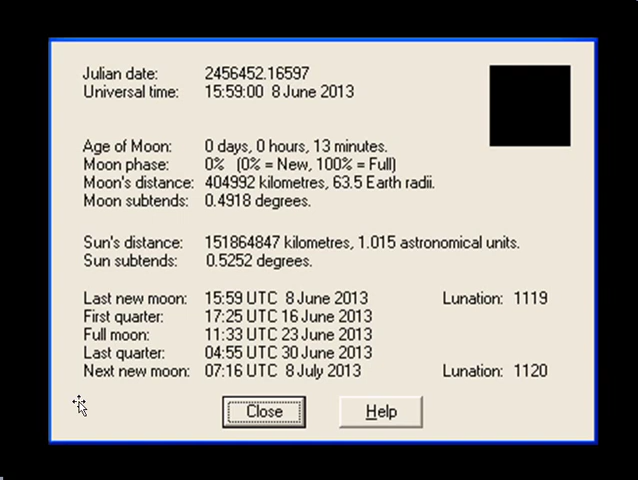 Julian date: 2456452.16597
Universal time: 15:59:00 8 June 2013
Age of Moon: 0 days, 0 hours, 13 minutes.
Moon phase: 0% (0% = New, 100% = Full)
Moon's distance: 404992 kilometres, 63.5 Earth radii.
Moon subtends: 0.4918 degrees.
Sun's distance: 151864847 kilometres, 1.015 astronomical units.
Sun subtends: 0.5252 degrees.
Last new moon: 15:59 UTC 8 June 2013 Lunation: 1119
First quarter: 17:25 UTC 16 June 2013
Full moon: 11:33 UTC 23 June 2013
Last quarter: 04:55 UTC 30 June 2013
Next new moon: 07:16 UTC 8 July 2013 Lunation: 1120
Close Help